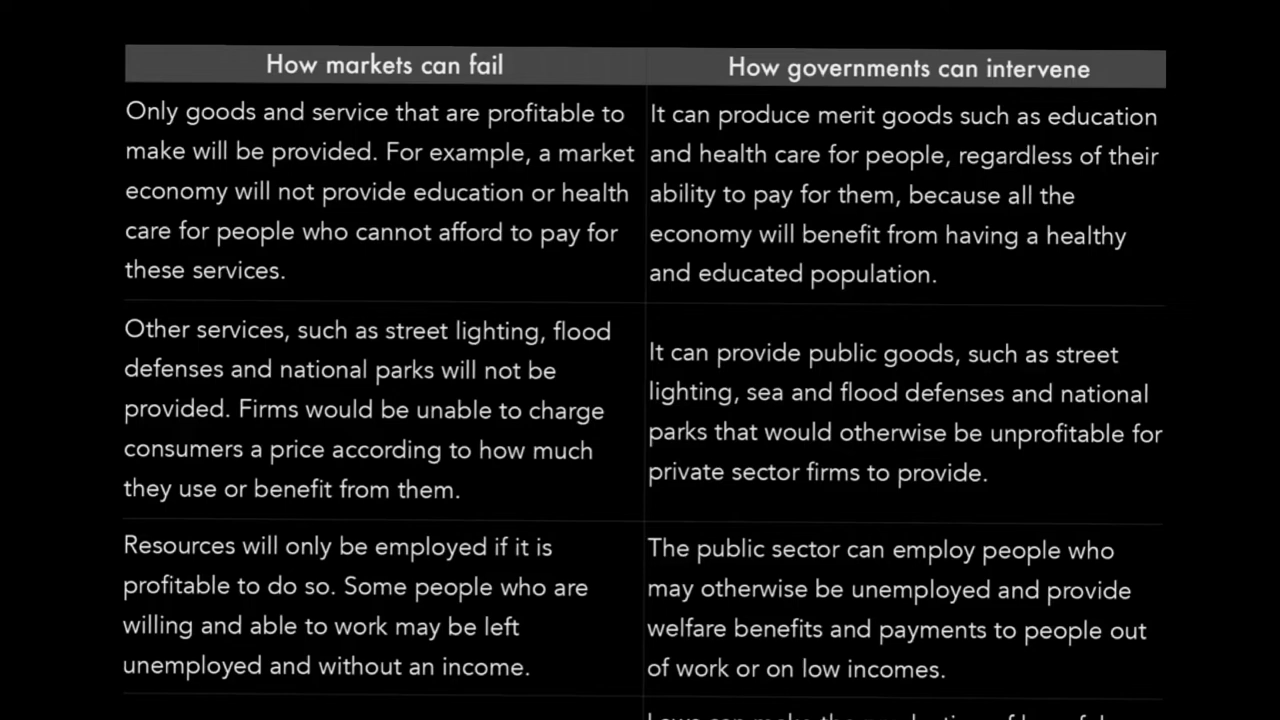 How markets can fail
How governments can intervene
Only goods and service that are profitable to
make will be provided. For example, a market
economy will not provide education or health
care for people who cannot afford to pay for
these services.
It can produce merit goods such as education
and health care for people, regardless of their
ability to pay for them, because all the
economy will benefit from having a healthy
and educated population.
Other services, such as street lighting, flood
defenses and national parks will not be
provided. Firms would be unable to charge
consumers a price according to how much
they use or benefit from them.
It can provide public goods, such as street
lighting, sea and flood defenses and national
parks that would otherwise be unprofitable for
private sector firms to provide.
Resources will only be employed if it is
profitable to do so. Some people who are
willing and able to work may be left
unemployed and without an income.
The public sector can employ people who
may otherwise be unemployed and provide
welfare benefits and payments to people out
of work or on low incomes.